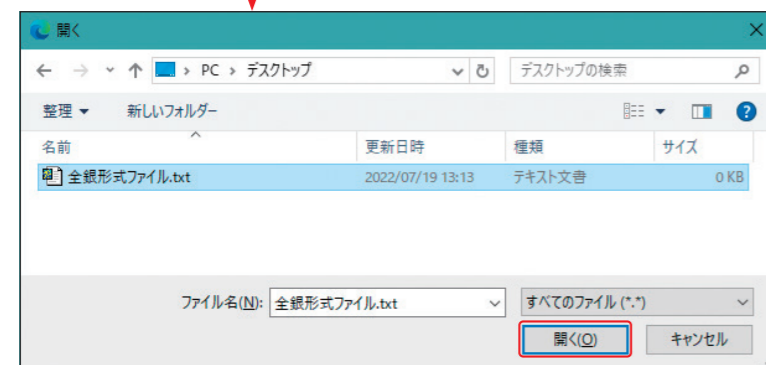 開く
PC › デスクトップ
デスクトップの検索
整理 新しいフォルダー
名前 更新日時 種類 サイズ
全銀形式ファイル.txt 2022/07/19 13:13 テキスト文書 0 KB
ファイル名(N): 全銀形式ファイル.txt すべてのファイル (*.*)
開く(O) キャンセル